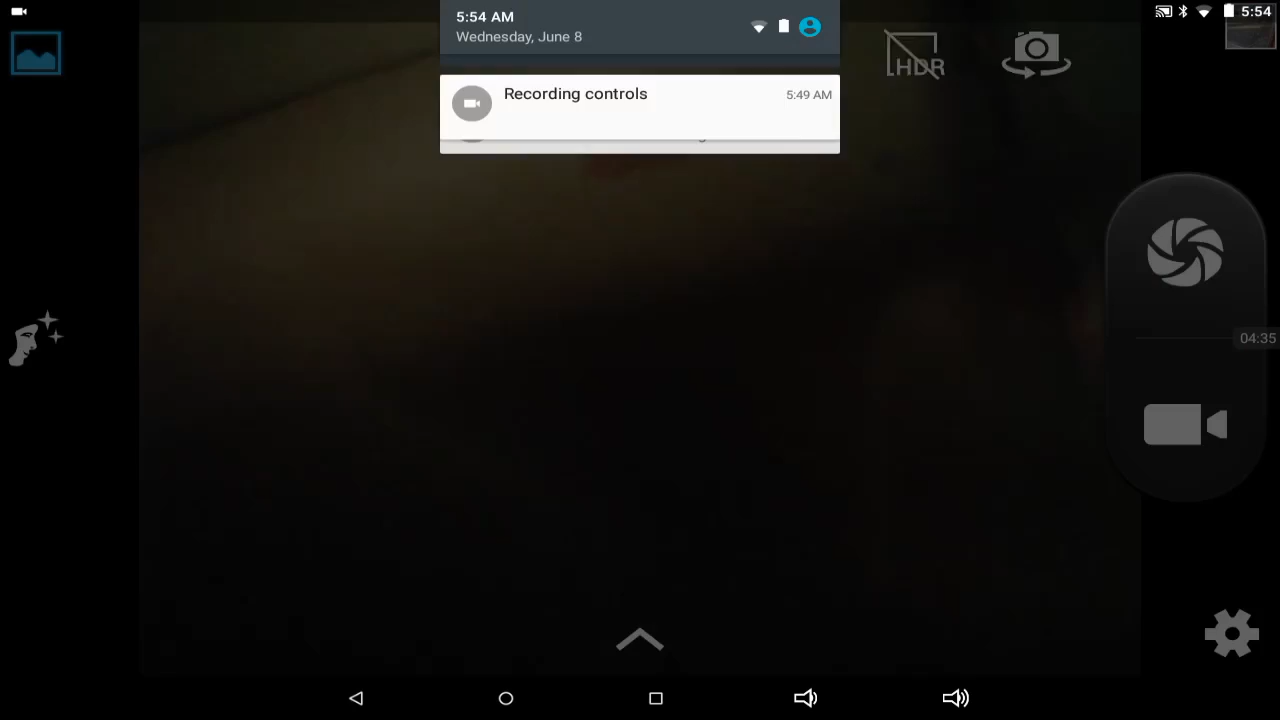 5:54
5:54 AM
Wednesday, June 8
HDR
Recording controls
5:49 AM
04:35